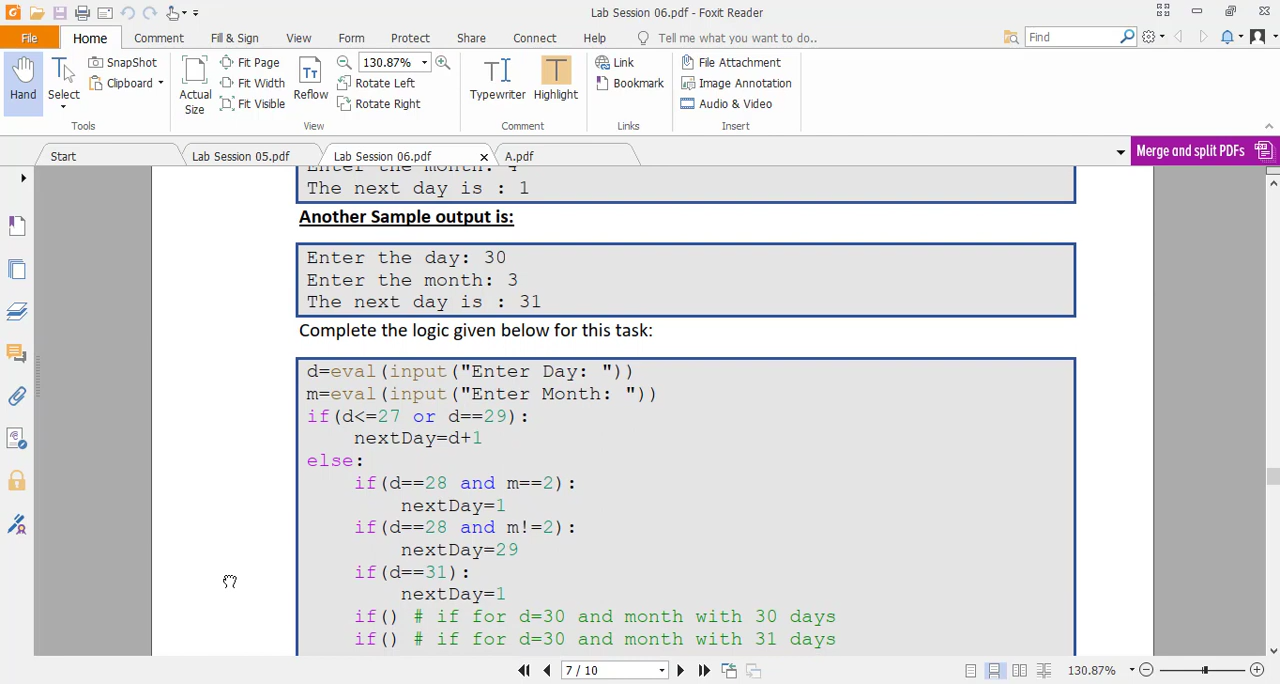 Lab Session 06.pdf - Foxit Reader
File Home Comment Fill & Sign View Form Protect Share Connect Help Tell me what you want to do.. Find
SnapShot Fit Page 130.87% Link File Attachment
Clipboard Fit Width Rotate Left Bookmark Image Annotation
Hand Select Actual Size Fit Visible Reflow Rotate Right Typewriter Highlight Audio & Video
Tools View Comment Links Insert
Start Lab Session 05.pdf Lab Session 06.pdf A.pdf Merge and split PDFs
Enter the month: 4
The next day is : 1
Another Sample output is:
Enter the day: 30
Enter the month: 3
The next day is : 31
Complete the logic given below for this task:
d=eval(input("Enter Day: "))
m=eval(input("Enter Month: "))
if(d<=27 or d==29):
    nextDay=d+1
else:
    if(d==28 and m==2):
        nextDay=1
    if(d==28 and m!=2):
        nextDay=29
    if(d==31):
        nextDay=1
    if() # if for d=30 and month with 30 days
    if() # if for d=30 and month with 31 days
7 / 10 130.87%